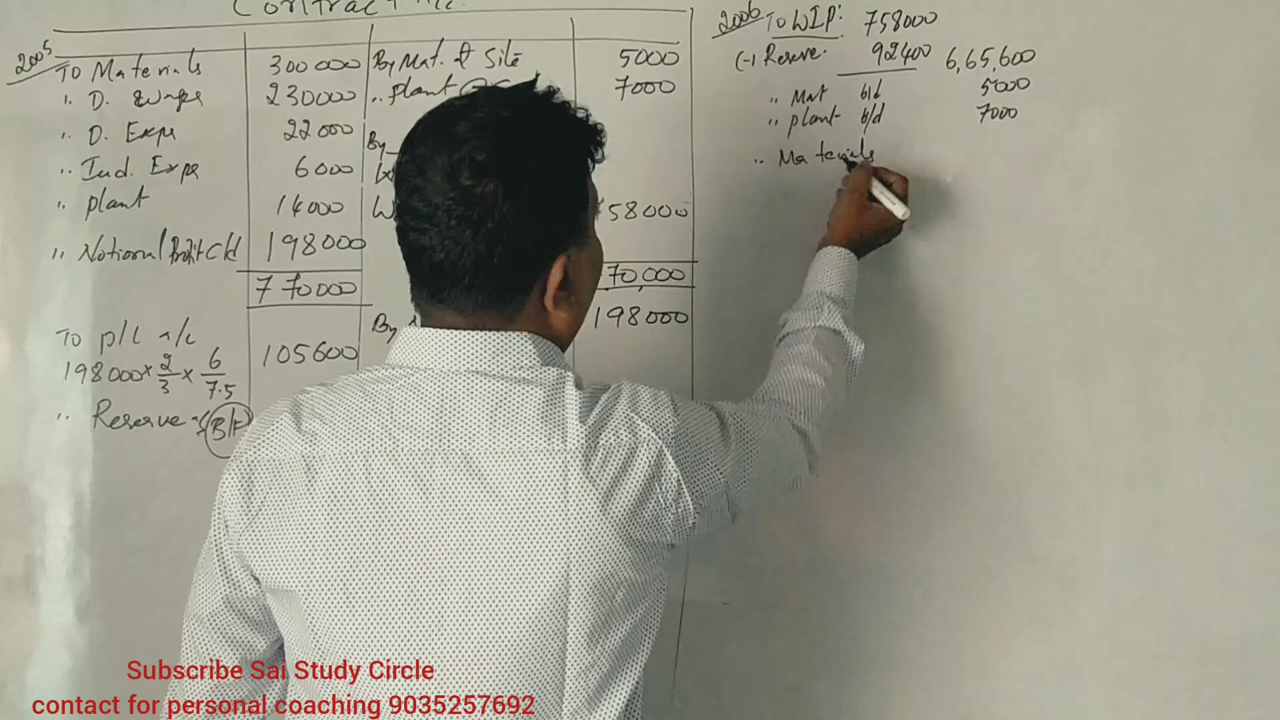 Contract A/c.
2005
To Materials 300000 By Mat. @ Site 5000
" D. Wages 230000 " Plant @ 7000
" D. Expe 22000 By
" Ind. Expe 6000
" Plant 14000 W 58000
" Notional Profit C/d 198000
770000 70,000
To P/L a/c 105600 By 198000
198000 × 2/3 × 6/7.5
" Reserve (B/F)
2006 To WIP: 758000
(-) Reserve. 92400 6,65,600
" Mat b/d 5000
" plant b/d 7000
" Materials
Subscribe Sai Study Circle
contact for personal coaching 9035257692